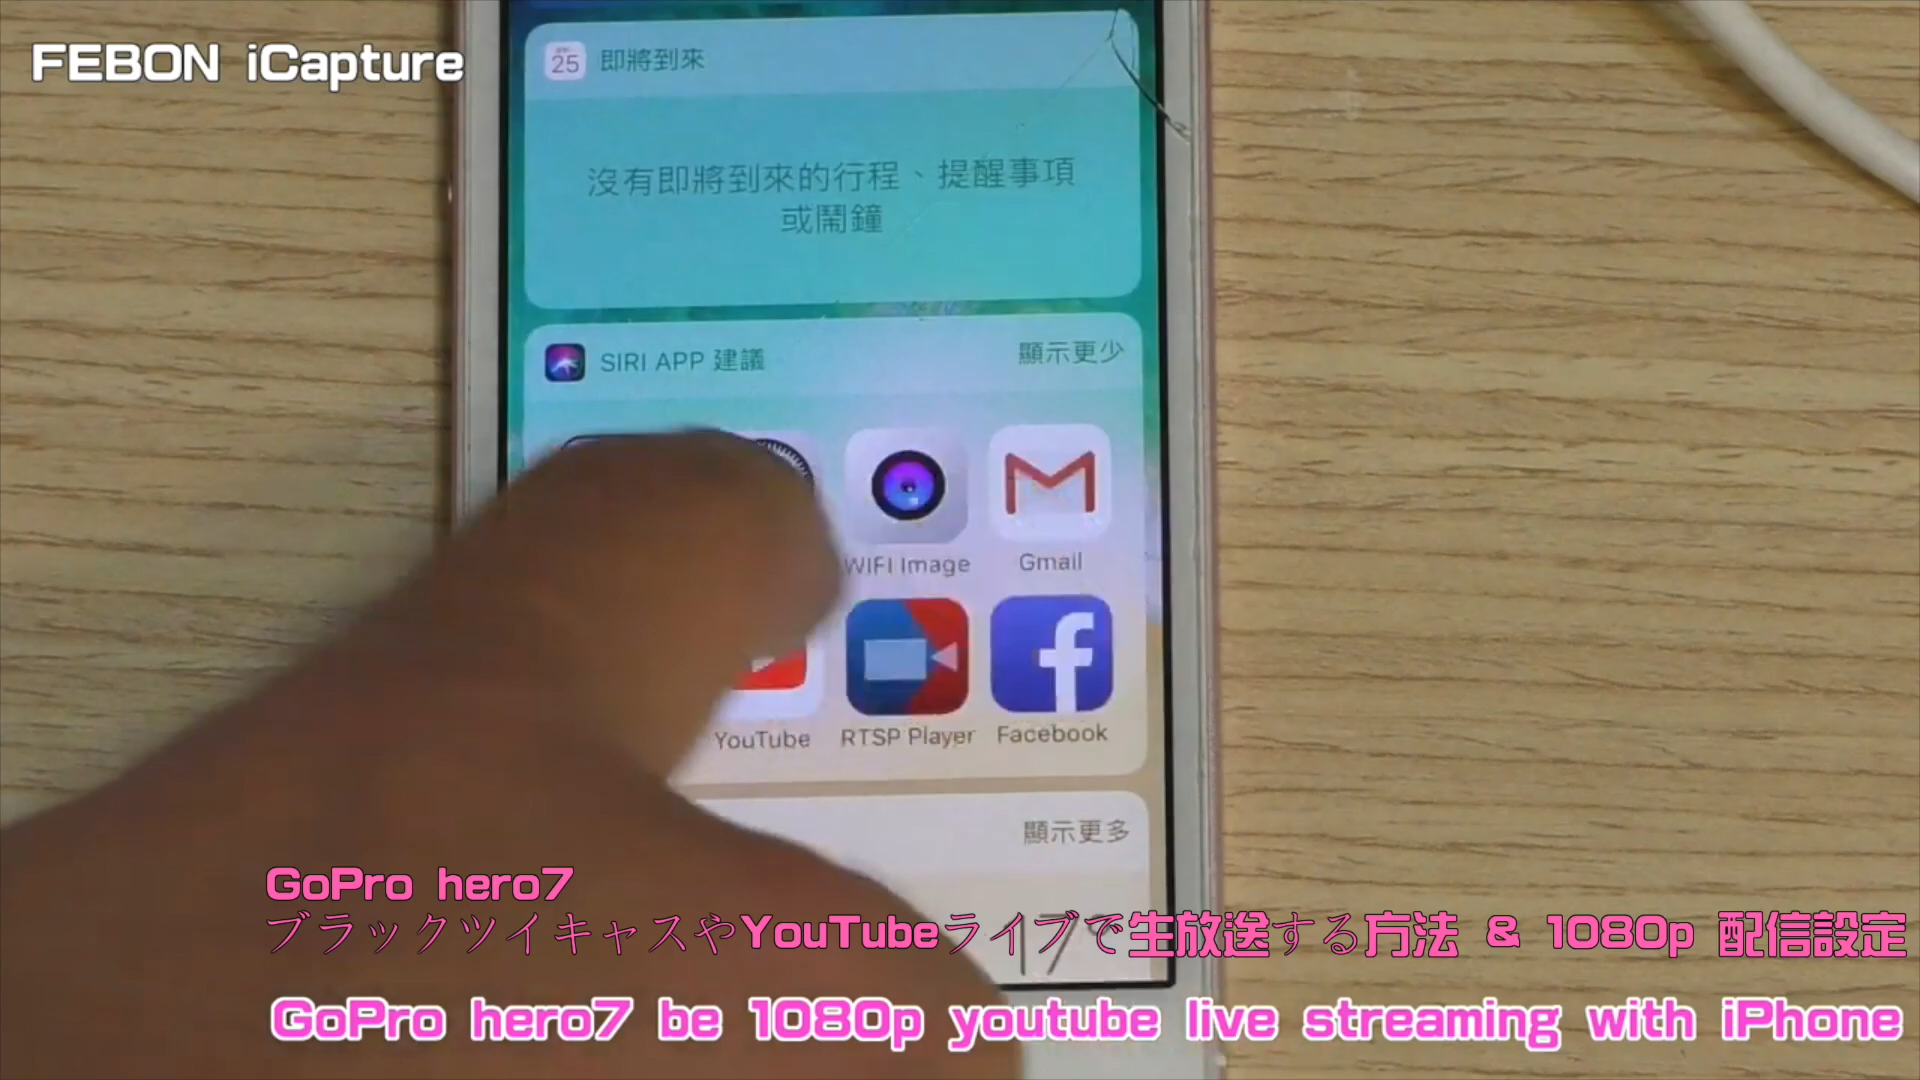 FEBON iCapture
25 即將到來
沒有即將到來的行程、提醒事項
或鬧鐘
SIRI APP 建議 顯示更少
WIFI Image Gmail
YouTube RTSP Player Facebook
顯示更多
17°
GoPro hero7
ブラックツイキャスやYouTubeライブで生放送する方法 & 1080p 配信設定
GoPro hero7 be 1080p youtube live streaming with iPhone